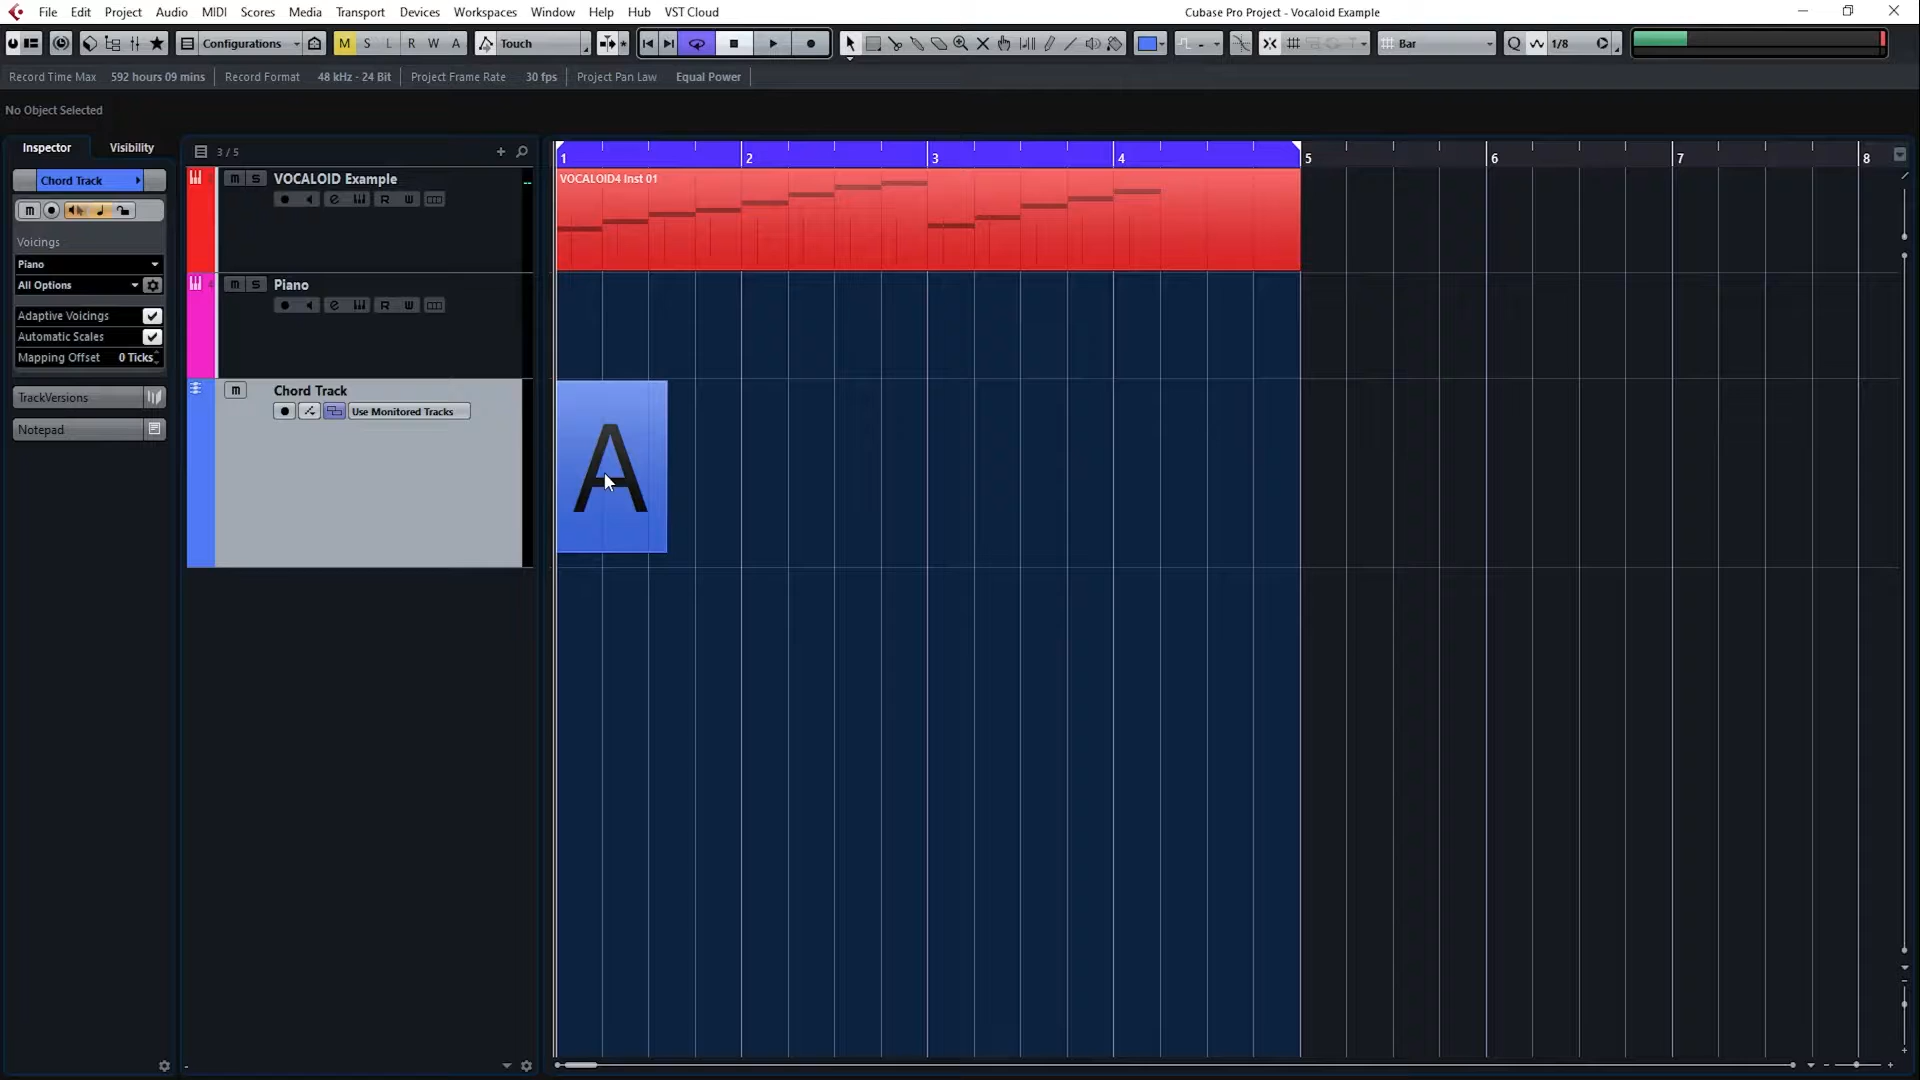 File Edit Project Audio MIDI Scores Media Transport Devices Workspaces Window Help Hub VST Cloud
Cubase Pro Project - Vocaloid Example
Configurations M S L R W A Touch Bar Q 1/8
Record Time Max 592 hours 09 mins Record Format 48 kHz - 24 Bit Project Frame Rate 30 fps Project Pan Law Equal Power
No Object Selected
Inspector Visibility 3 / 5
1 2 3 4 5 6 7 8
Chord Track
m
Voicings
Piano
All Options
Adaptive Voicings
Automatic Scales
Mapping Offset 0 Ticks
TrackVersions
Notepad
m S VOCALOID Example
e R W
VOCALOID4 Inst 01
m S Piano
e R W
m Chord Track
Use Monitored Tracks
A